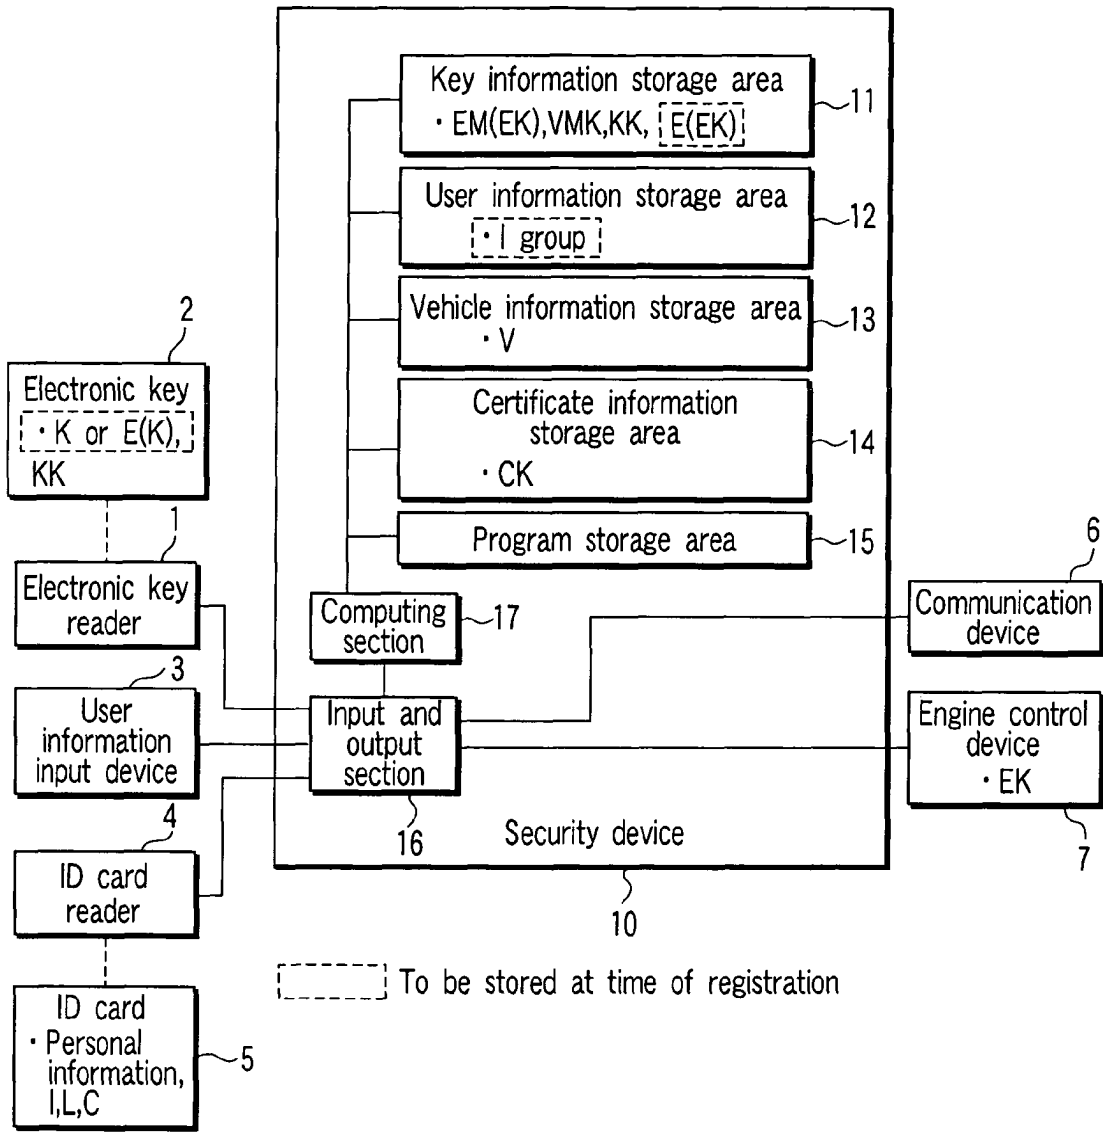 Key information storage area
· EM(EK),VMK,KK, E(EK)
11
User information storage area
· I group
12
Vehicle information storage area
· V
13
Certificate information
storage area
· CK
14
Program storage area
15
2
Electronic key
· K or E(K),
KK
1
Electronic key
reader
3
User
information
input device
4
ID card
reader
ID card
· Personal
information,
I,L,C
5
Computing
section
17
Input and
output
section
16
Security device
10
6
Communication
device
Engine control
device
· EK
7
To be stored at time of registration